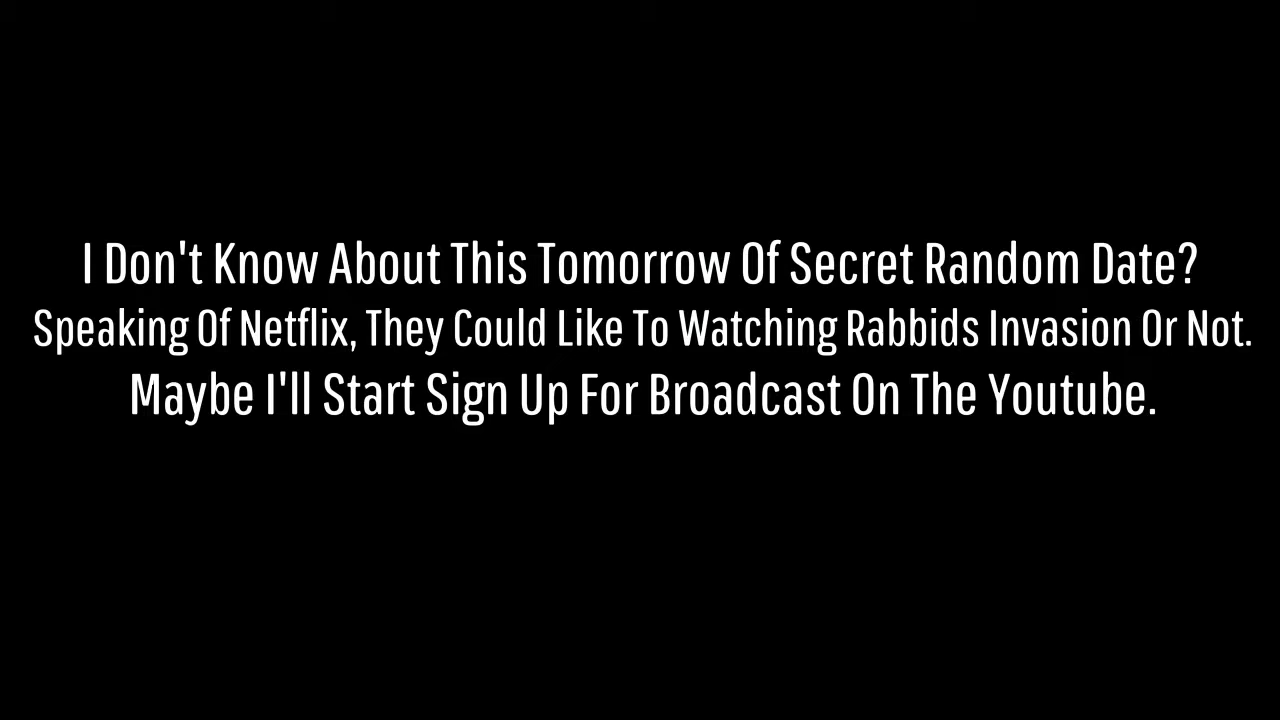 I Don't Know About This Tomorrow Of Secret Random Date?
Speaking Of Netflix, They Could Like To Watching Rabbids Invasion Or Not.
Maybe I'll Start Sign Up For Broadcast On The Youtube.